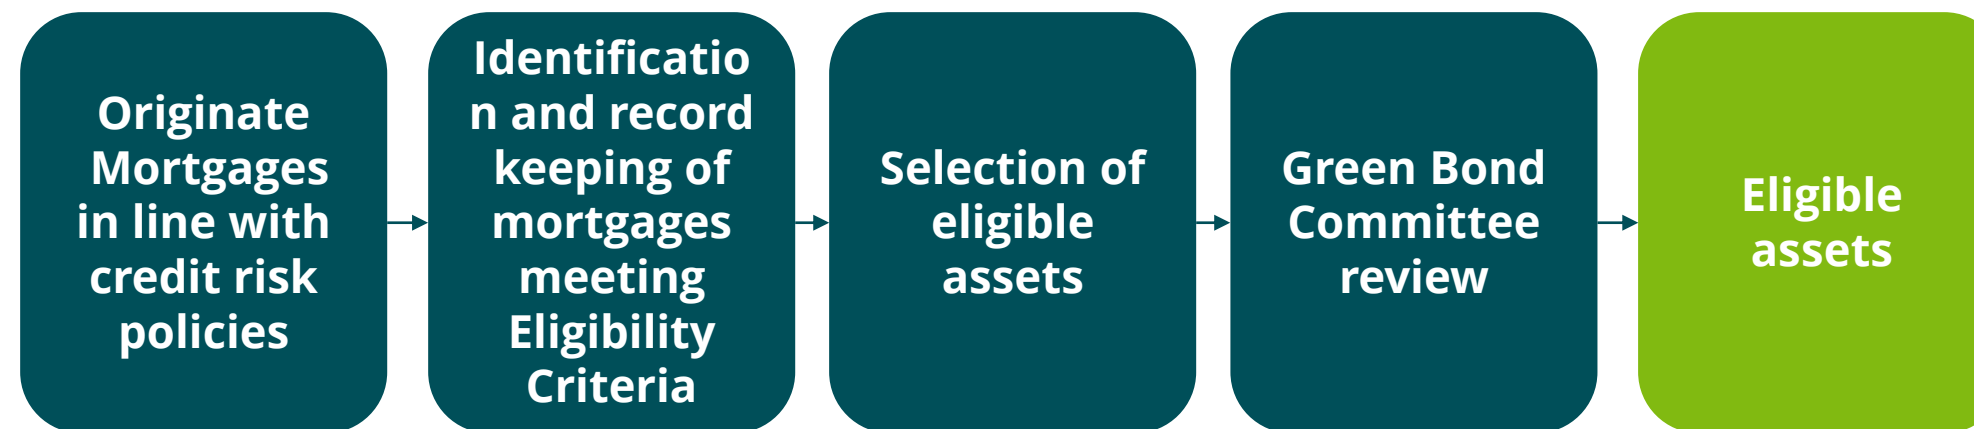 Originate
Mortgages
in line with
credit risk
policies
Identificatio
n and record
keeping of
mortgages
meeting
Eligibility
Criteria
Selection of
eligible
assets
Green Bond
Committee
review
Eligible
assets